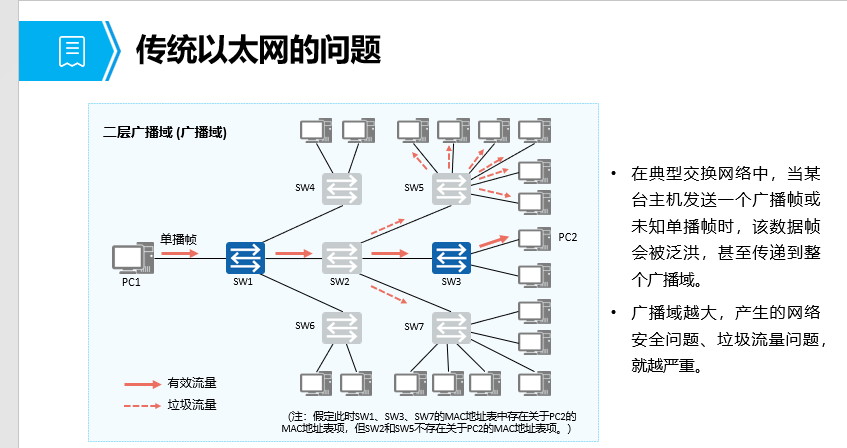 传统以太网的问题
二层广播域 (广播域)
SW4
SW5
单播帧
PC2
PC1
SW1
SW2
SW3
SW6
SW7
有效流量
垃圾流量
（注：假定此时SW1、SW3、SW7的MAC地址表中存在关于PC2的
MAC地址表项，但SW2和SW5不存在关于PC2的MAC地址表项。）
• 在典型交换网络中，当某
台主机发送一个广播帧或
未知单播帧时，该数据帧
会被泛洪，甚至传递到整
个广播域。
• 广播域越大，产生的网络
安全问题、垃圾流量问题，
就越严重。